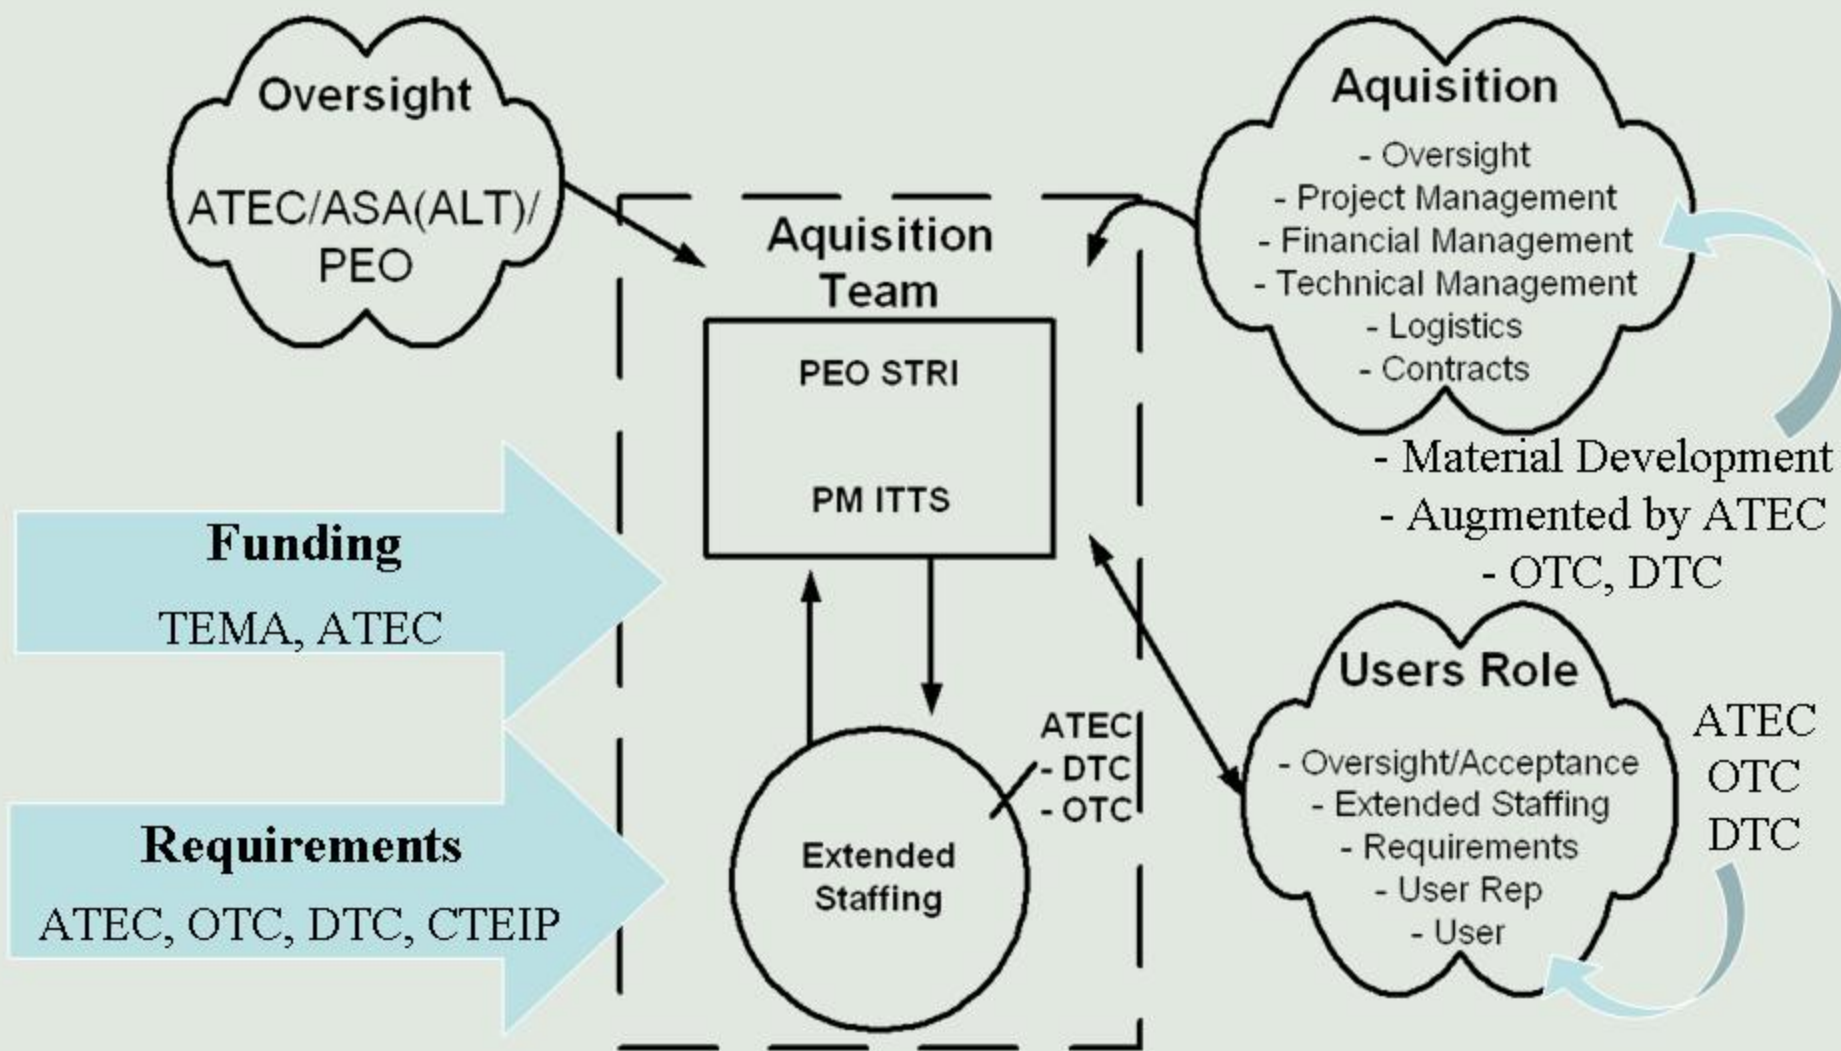 Oversight
ATEC/ASA(ALT)/
PEO
Aquisition
Team
PEO STRI
PM ITTS
Aquisition
- Oversight
- Project Management
- Financial Management
- Technical Management
- Logistics
- Contracts
- Material Development
- Augmented by ATEC
- OTC, DTC
Funding
TEMA, ATEC
Requirements
ATEC, OTC, DTC, CTEIP
ATEC
- DTC
- OTC
Extended
Staffing
Users Role
- Oversight/Acceptance
- Extended Staffing
- Requirements
- User Rep
- User
ATEC
OTC
DTC